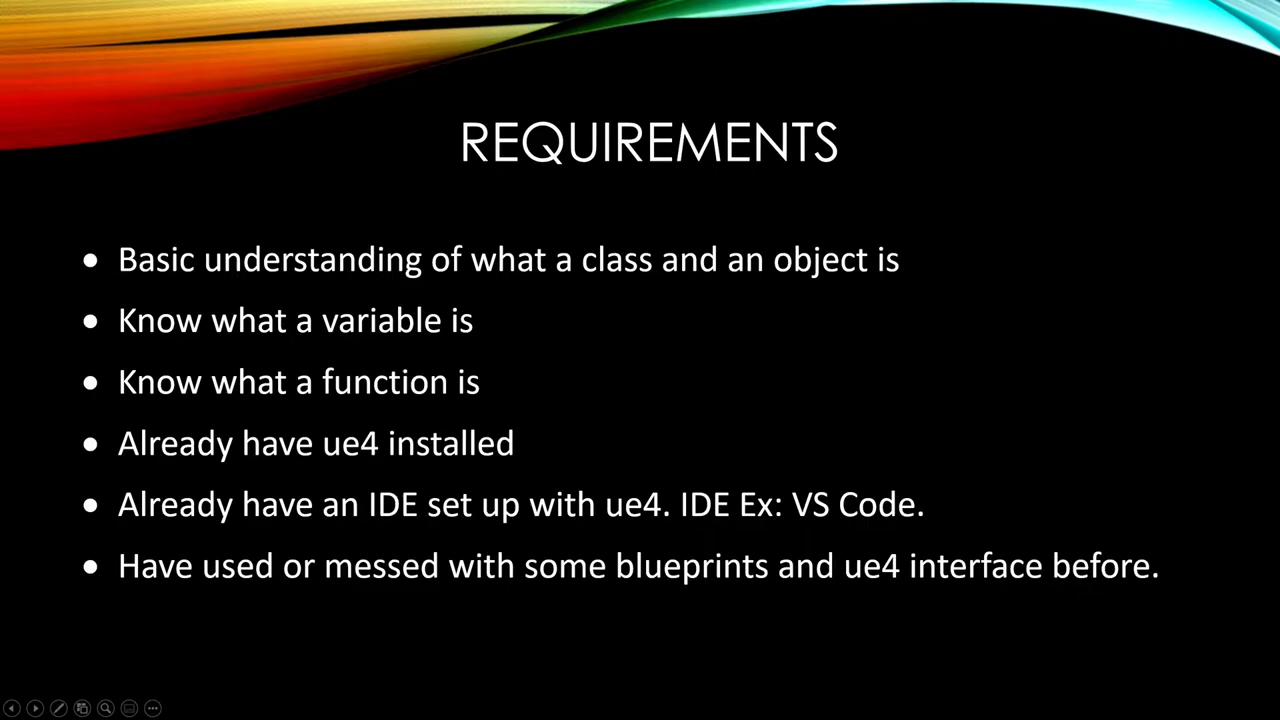 REQUIREMENTS
• Basic understanding of what a class and an object is
• Know what a variable is
• Know what a function is
• Already have ue4 installed
• Already have an IDE set up with ue4. IDE Ex: VS Code.
• Have used or messed with some blueprints and ue4 interface before.